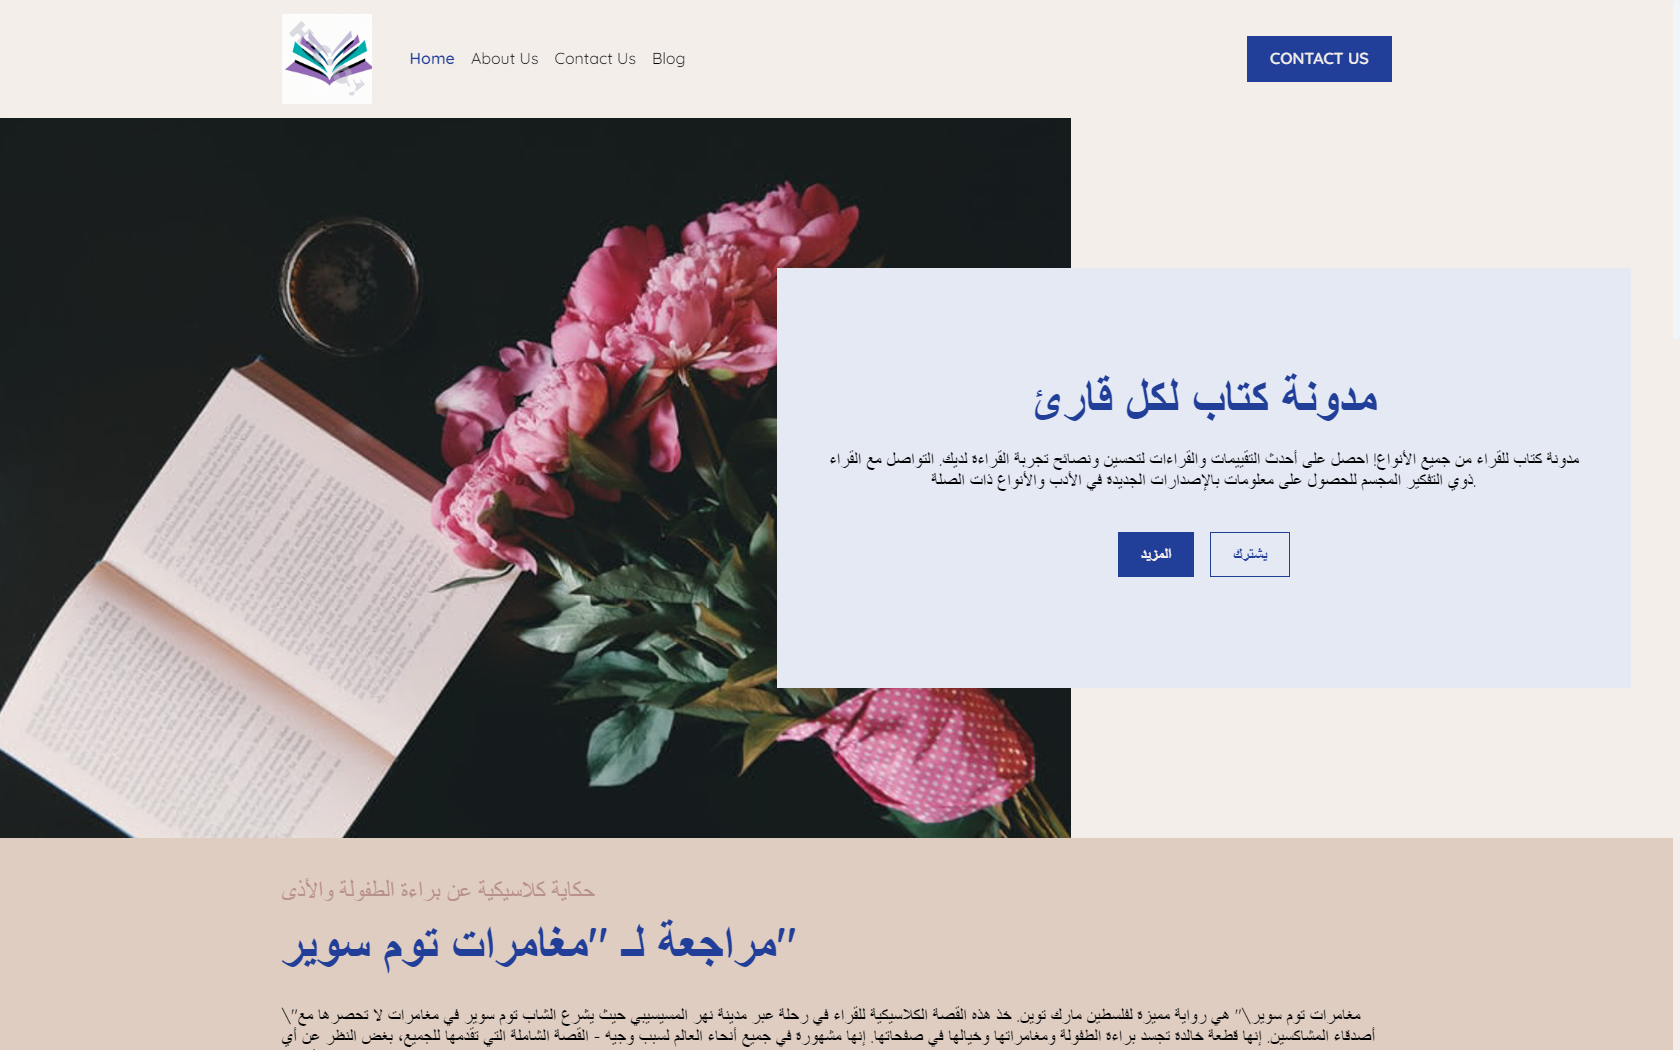 Home About Us Contact Us Blog
CONTACT US
مدونة كتاب لكل قارئ
مدونة كتاب للقراء من جميع الأنواع! احصل على أحدث التقييمات والقراءات لتحسين ونصائح تجربة القراءة لديك. التواصل مع القراء
ذوي التفكير المجسم للحصول على معلومات بالإصدارات الجديدة في الأدب والأنواع ذات الصلة.
المزيد
يشترك
حكاية كلاسيكية عن براءة الطفولة والأذى
مراجعة لـ "مغامرات توم سوير"
\"مغامرات توم سوير\" هي رواية مميزة لفلسطين مارك توين. خذ هذه القصة الكلاسيكية للقراء في رحلة عبر مدينة نهر المسيسيبي حيث يشرع الشاب توم سوير في مغامرات لا تحصرها مع
أصدقاء المشاكسين. إنها قطعة خالدة تجسد براءة الطفولة ومغامراتها وخيالها في صفحاتها. إنها مشهورة في جميع أنحاء العالم لسبب وجيه - القصة الشاملة التي تقدمها للجميع، بغض النظر عن أي